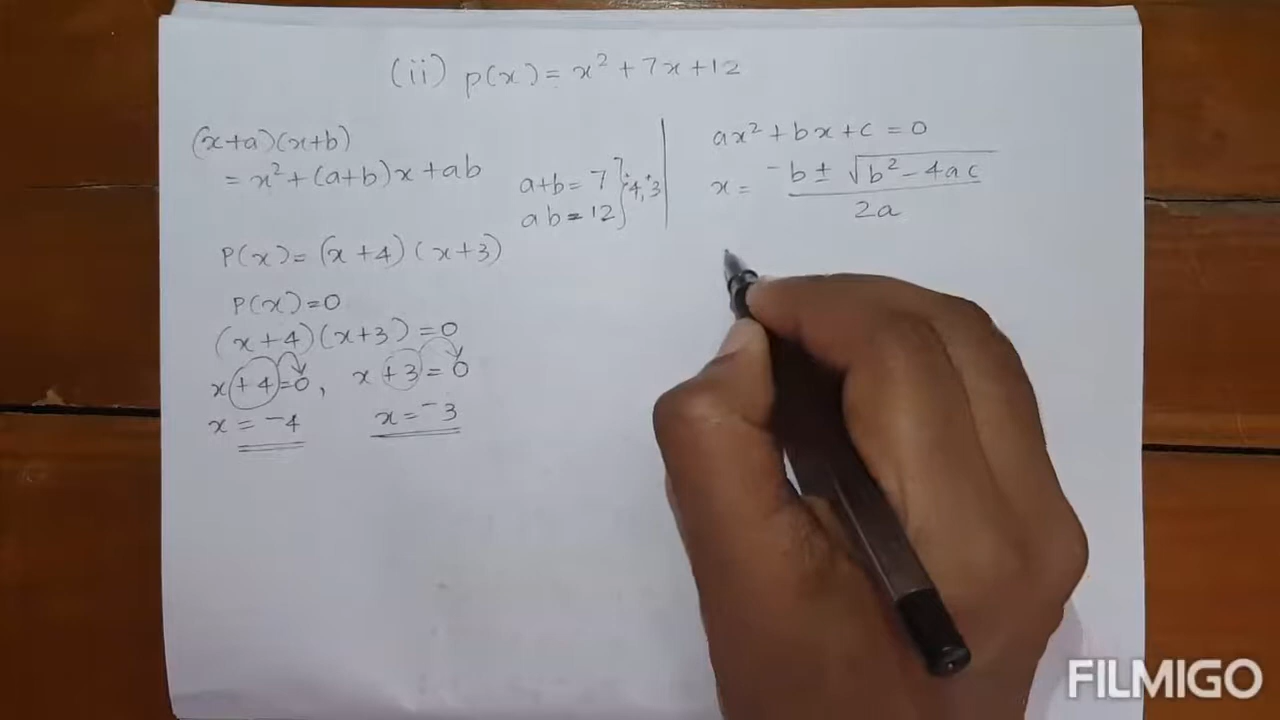 (ii) p(x) = x² + 7x + 12
(x+a)(x+b)
= x² + (a+b)x + ab
a+b = 7
ab = 12
+4, +3
P(x) = (x+4)(x+3)
P(x) = 0
(x+4)(x+3) = 0
x+4=0, x+3=0
x = -4 x = -3
ax² + bx + c = 0
x = -b ± √b² - 4ac
2a
FILMIGO